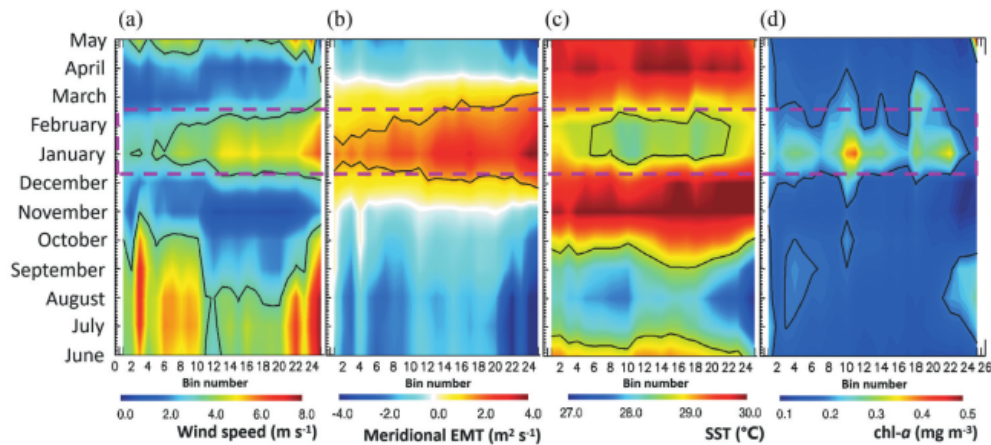 (a) (b) (c) (d)
May
April
March
February
January
December
November
October
September
August
July
June
0 2 4 6 8 10 12 14 16 18 20 22 24
2 4 6 8 10 12 14 16 18 20 22 24
2 4 6 8 10 12 14 16 18 20 22 24
2 4 6 8 10 12 14 16 18 20 22 24 26
Bin number Bin number Bin number Bin number
0.0 2.0 4.0 6.0 8.0
-4.0 -2.0 0.0 2.0 4.0
27.0 28.0 29.0 30.0
0.1 0.2 0.3 0.4 0.5
Wind speed (m s⁻¹) Meridional EMT (m² s⁻¹) SST (°C) chl-a (mg m⁻³)